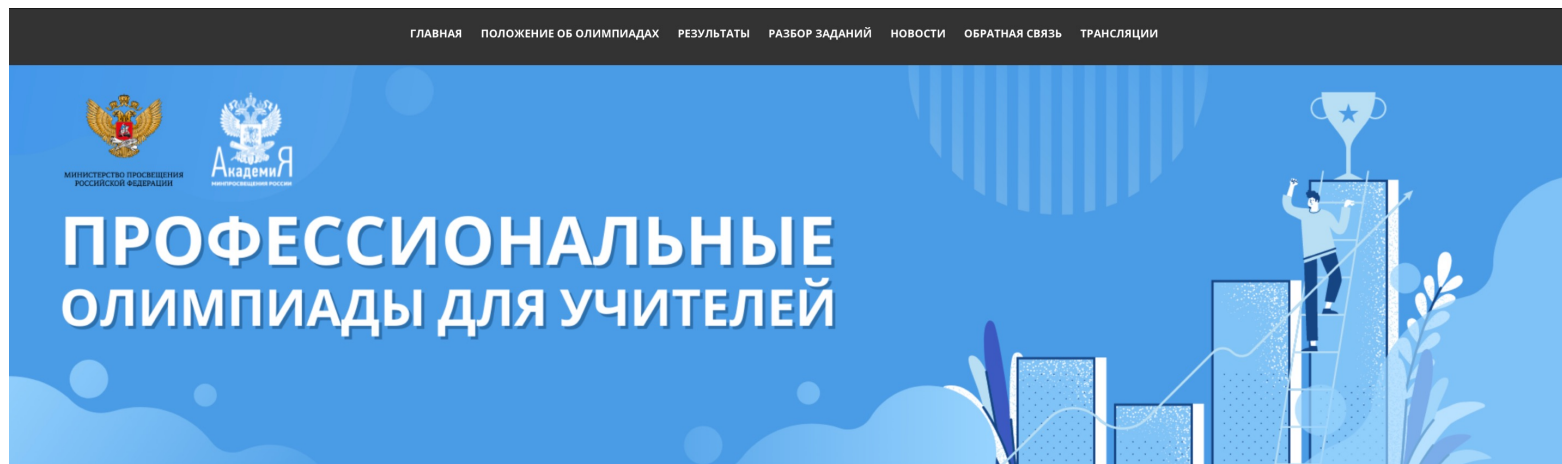 ГЛАВНАЯ ПОЛОЖЕНИЕ ОБ ОЛИМПИАДАХ РЕЗУЛЬТАТЫ РАЗБОР ЗАДАНИЙ НОВОСТИ ОБРАТНАЯ СВЯЗЬ ТРАНСЛЯЦИИ
МИНИСТЕРСТВО ПРОСВЕЩЕНИЯ
РОССИЙСКОЙ ФЕДЕРАЦИИ
АкадемиЯ
МИНПРОСВЕЩЕНИЯ РОССИИ
ПРОФЕССИОНАЛЬНЫЕ
ОЛИМПИАДЫ ДЛЯ УЧИТЕЛЕЙ